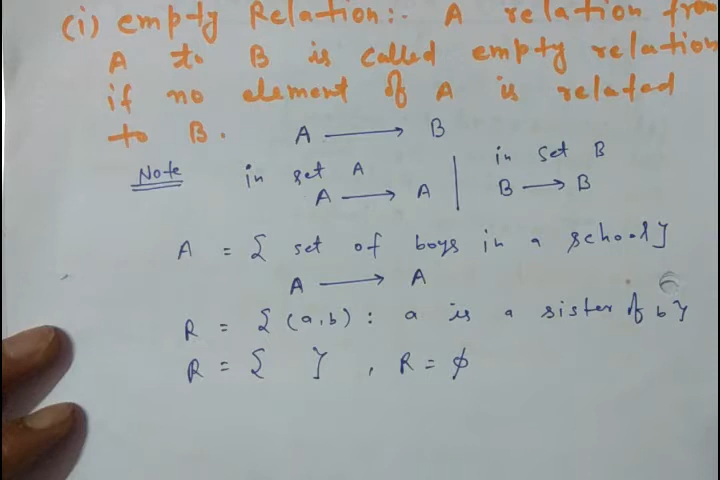 (i) empty Relation:- A relation from
A to B is called empty relation
if no element of A is related
to B. A → B
Note in set A A → A | in set B B → B
A = { set of boys in a school}
A → A
R = { (a,b) : a is a sister of b}
R = { } , R = ϕ